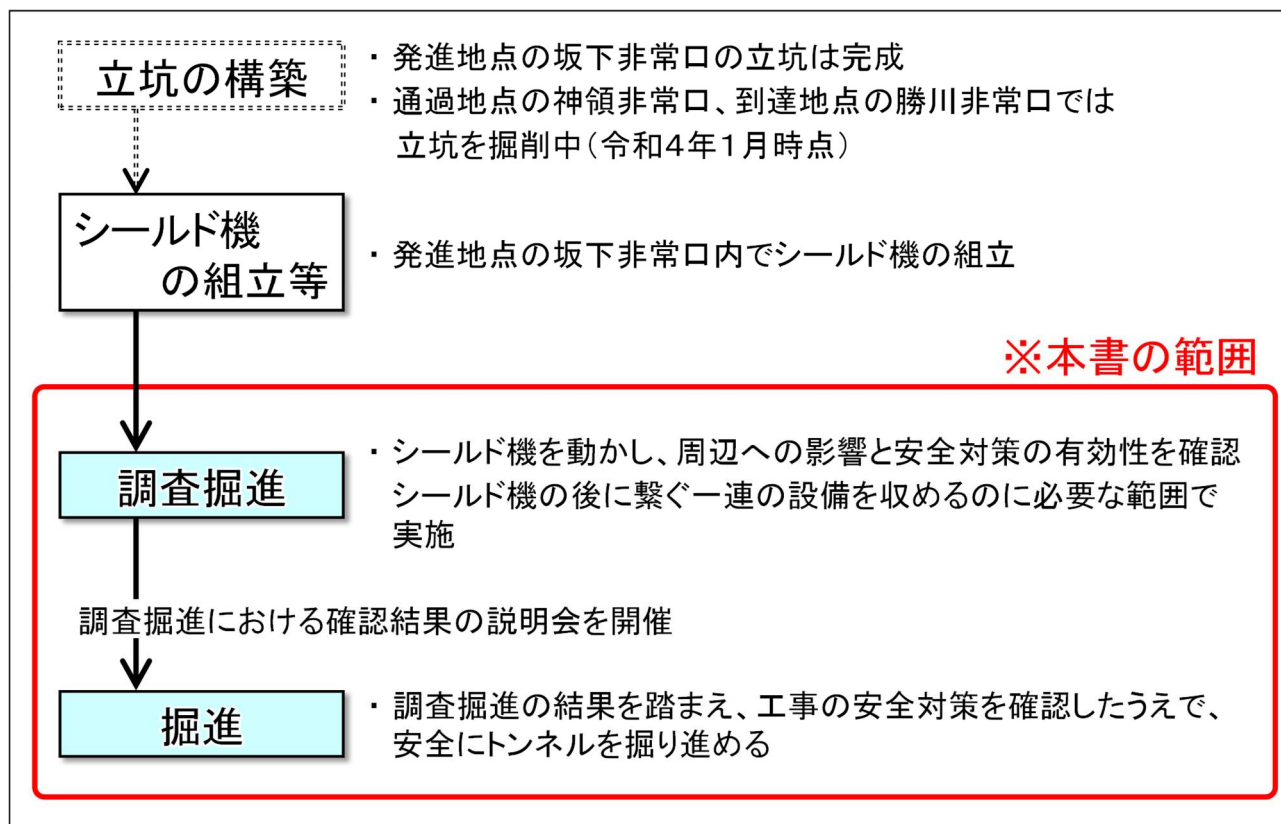 立坑の構築
・発進地点の坂下非常口の立坑は完成
・通過地点の神領非常口、到達地点の勝川非常口では
立坑を掘削中(令和4年1月時点)
シールド機
の組立等
・発進地点の坂下非常口内でシールド機の組立
※本書の範囲
調査掘進
・シールド機を動かし、周辺への影響と安全対策の有効性を確認
シールド機の後に繋ぐ一連の設備を収めるのに必要な範囲で
実施
調査掘進における確認結果の説明会を開催
掘進
・調査掘進の結果を踏まえ、工事の安全対策を確認したうえで、
安全にトンネルを掘り進める